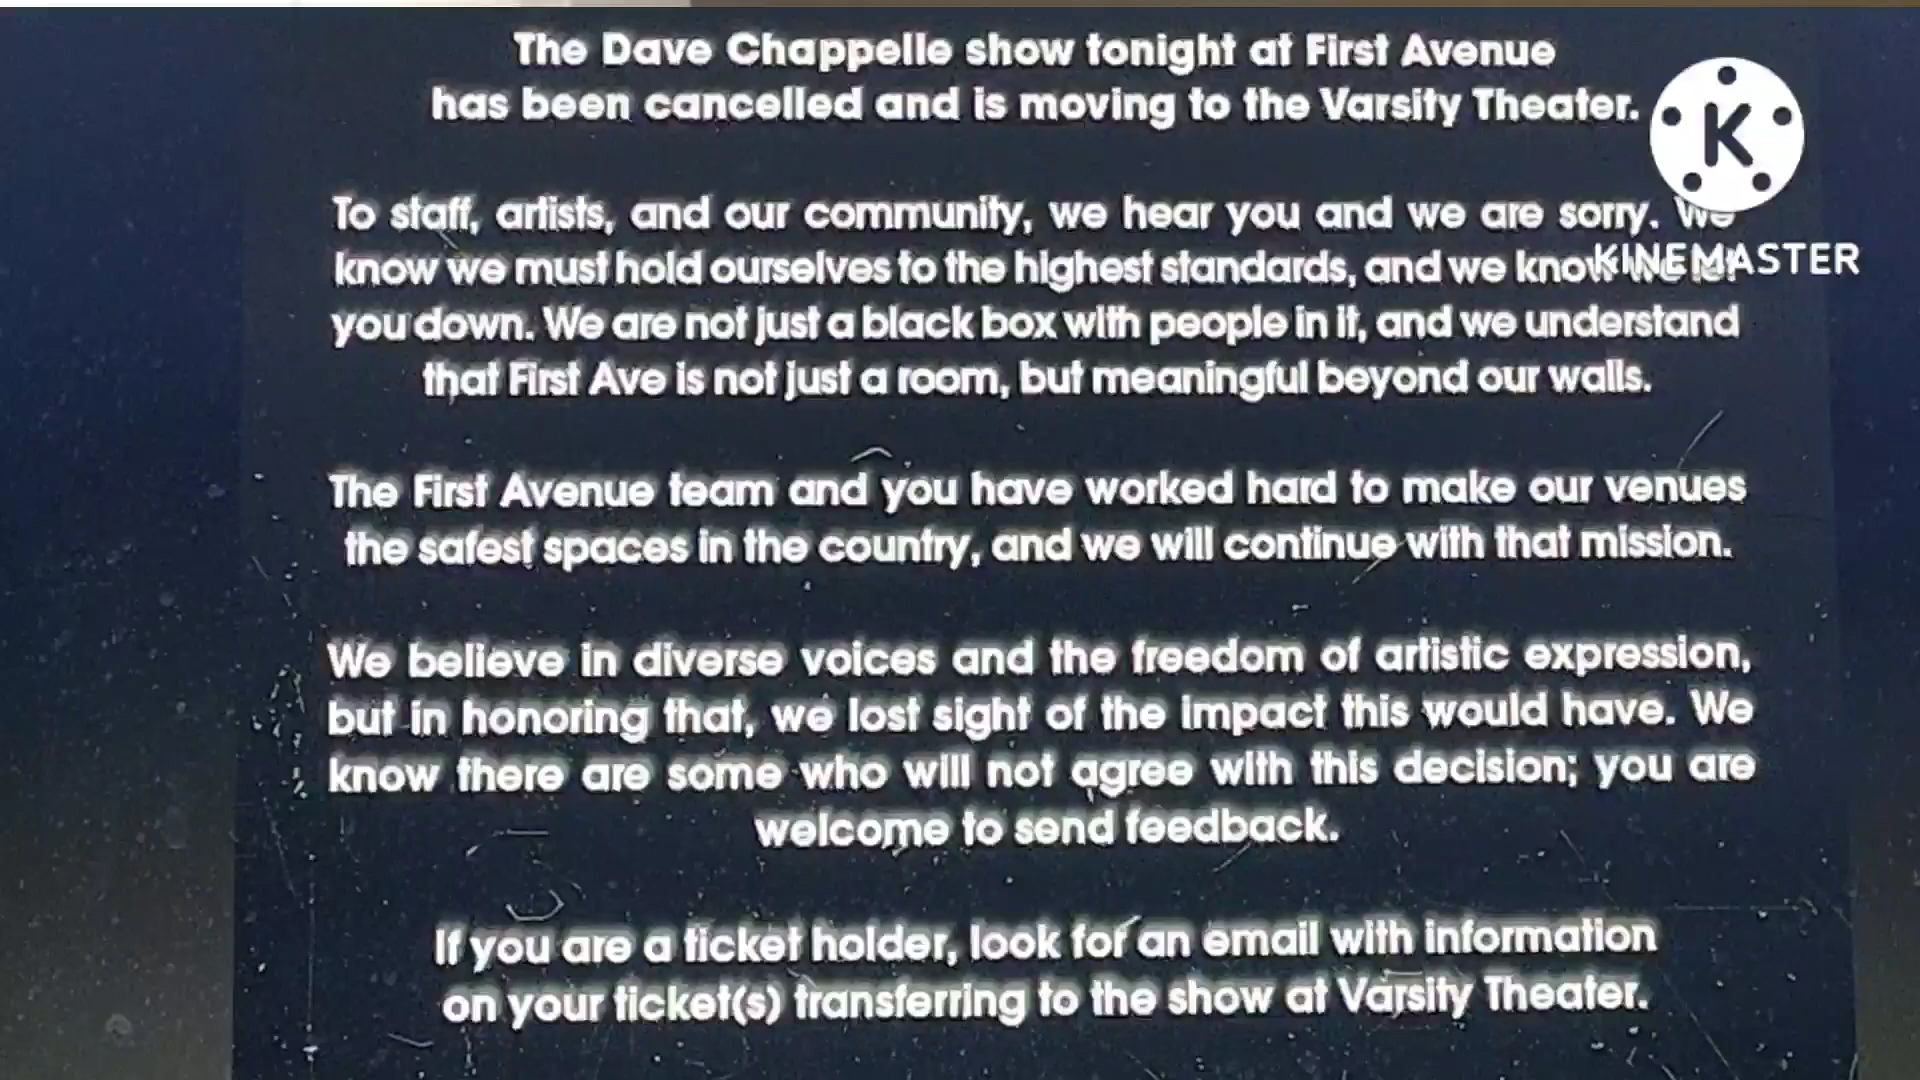 The Dave Chappelle show tonight at First Avenue
has been cancelled and is moving to the Varsity Theater.
K
KINEMASTER
To staff, artists, and our community, we hear you and we are sorry. We
know we must hold ourselves to the highest standards, and we know we let
you down. We are not just a black box with people in it, and we understand
that First Ave is not just a room, but meaningful beyond our walls.
The First Avenue team and you have worked hard to make our venues
the safest spaces in the country, and we will continue with that mission.
We believe in diverse voices and the freedom of artistic expression,
but in honoring that, we lost sight of the impact this would have. We
know there are some who will not agree with this decision; you are
welcome to send feedback.
If you are a ticket holder, look for an email with information
on your ticket(s) transferring to the show at Varsity Theater.